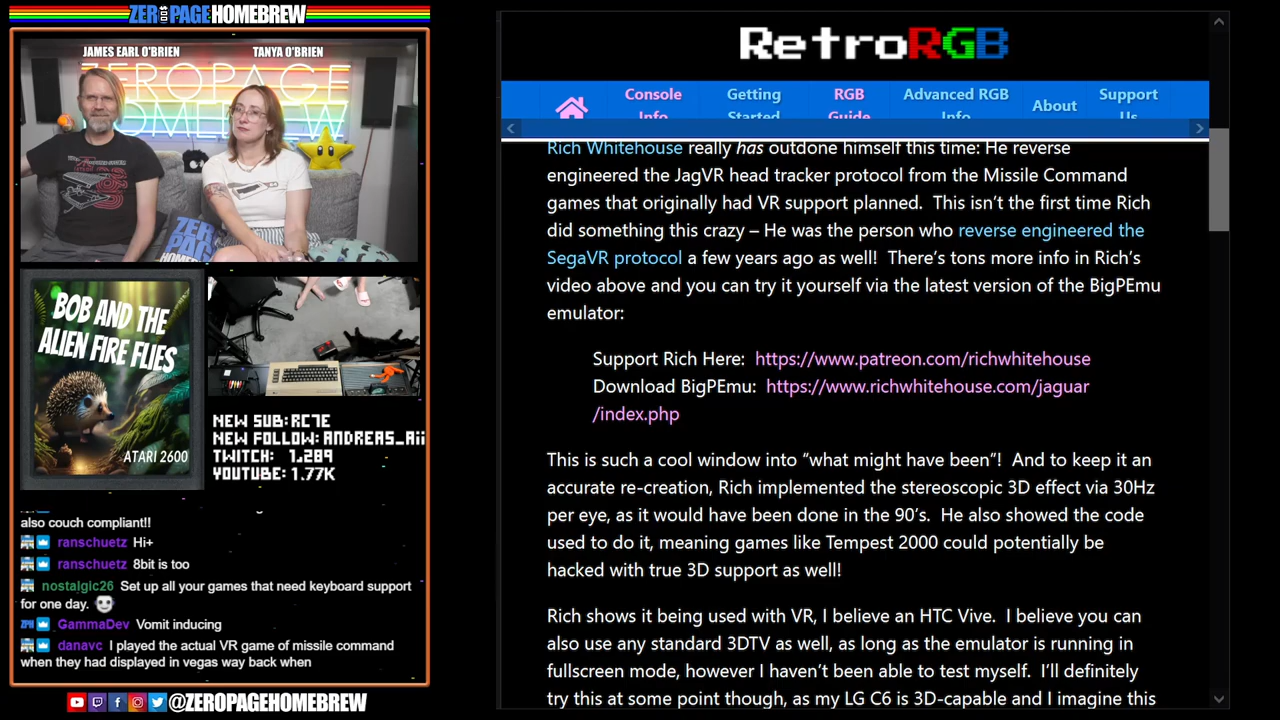 ZERO PAGE HOMEBREW
JAMES EARL O'BRIEN
TANYA O'BRIEN
ZEROPAGE
HOMEBREW
BOB AND THE
ALIEN FIRE FLIES
ATARI 2600
NEW SUB: RC7E
NEW FOLLOW: ANDREAS_AII
TWITCH: 1,289
YOUTUBE: 1.77K
also couch compliant!!
ranschuetz Hi+
ranschuetz 8bit is too
nostalgic26 Set up all your games that need keyboard support
for one day.
GammaDev Vomit inducing
danavc I played the actual VR game of missile command
when they had displayed in vegas way back when
@ZEROPAGEHOMEBREW
RetroRGB
Console Info
Getting Started
RGB Guide
Advanced RGB Info
About
Support Us
Rich Whitehouse really has outdone himself this time: He reverse
engineered the JagVR head tracker protocol from the Missile Command
games that originally had VR support planned. This isn't the first time Rich
did something this crazy – He was the person who reverse engineered the
SegaVR protocol a few years ago as well! There's tons more info in Rich's
video above and you can try it yourself via the latest version of the BigPEmu
emulator:
Support Rich Here: https://www.patreon.com/richwhitehouse
Download BigPEmu: https://www.richwhitehouse.com/jaguar
/index.php
This is such a cool window into “what might have been”! And to keep it an
accurate re-creation, Rich implemented the stereoscopic 3D effect via 30Hz
per eye, as it would have been done in the 90's. He also showed the code
used to do it, meaning games like Tempest 2000 could potentially be
hacked with true 3D support as well!
Rich shows it being used with VR, I believe an HTC Vive. I believe you can
also use any standard 3DTV as well, as long as the emulator is running in
fullscreen mode, however I haven't been able to test myself. I'll definitely
try this at some point though, as my LG C6 is 3D-capable and I imagine this